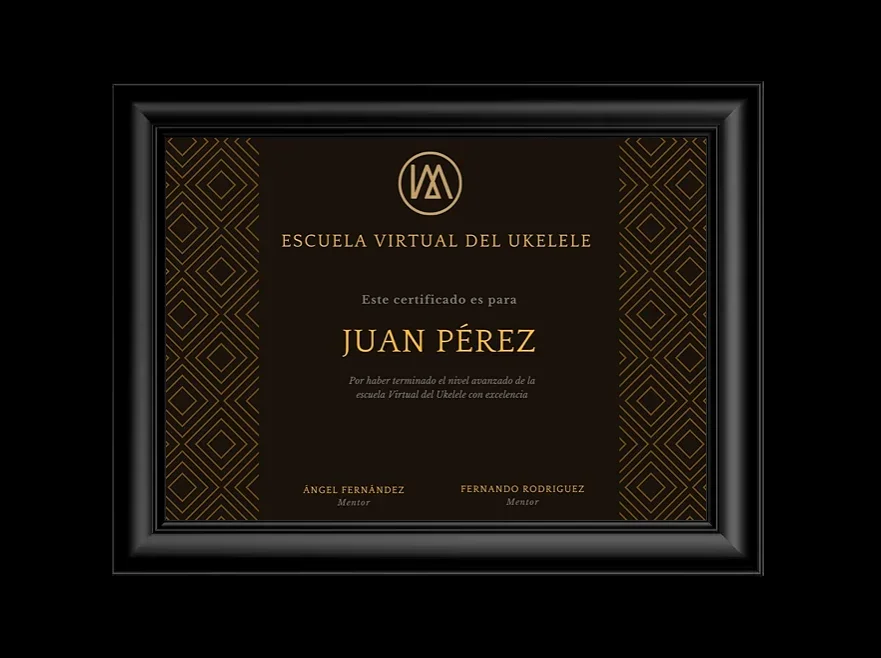 ESCUELA VIRTUAL DEL UKELELE
Este certificado es para
JUAN PÉREZ
Por haber terminado el nivel avanzado de la
escuela Virtual del Ukelele con excelencia
ÁNGEL FERNÁNDEZ
Mentor
FERNANDO RODRIGUEZ
Mentor